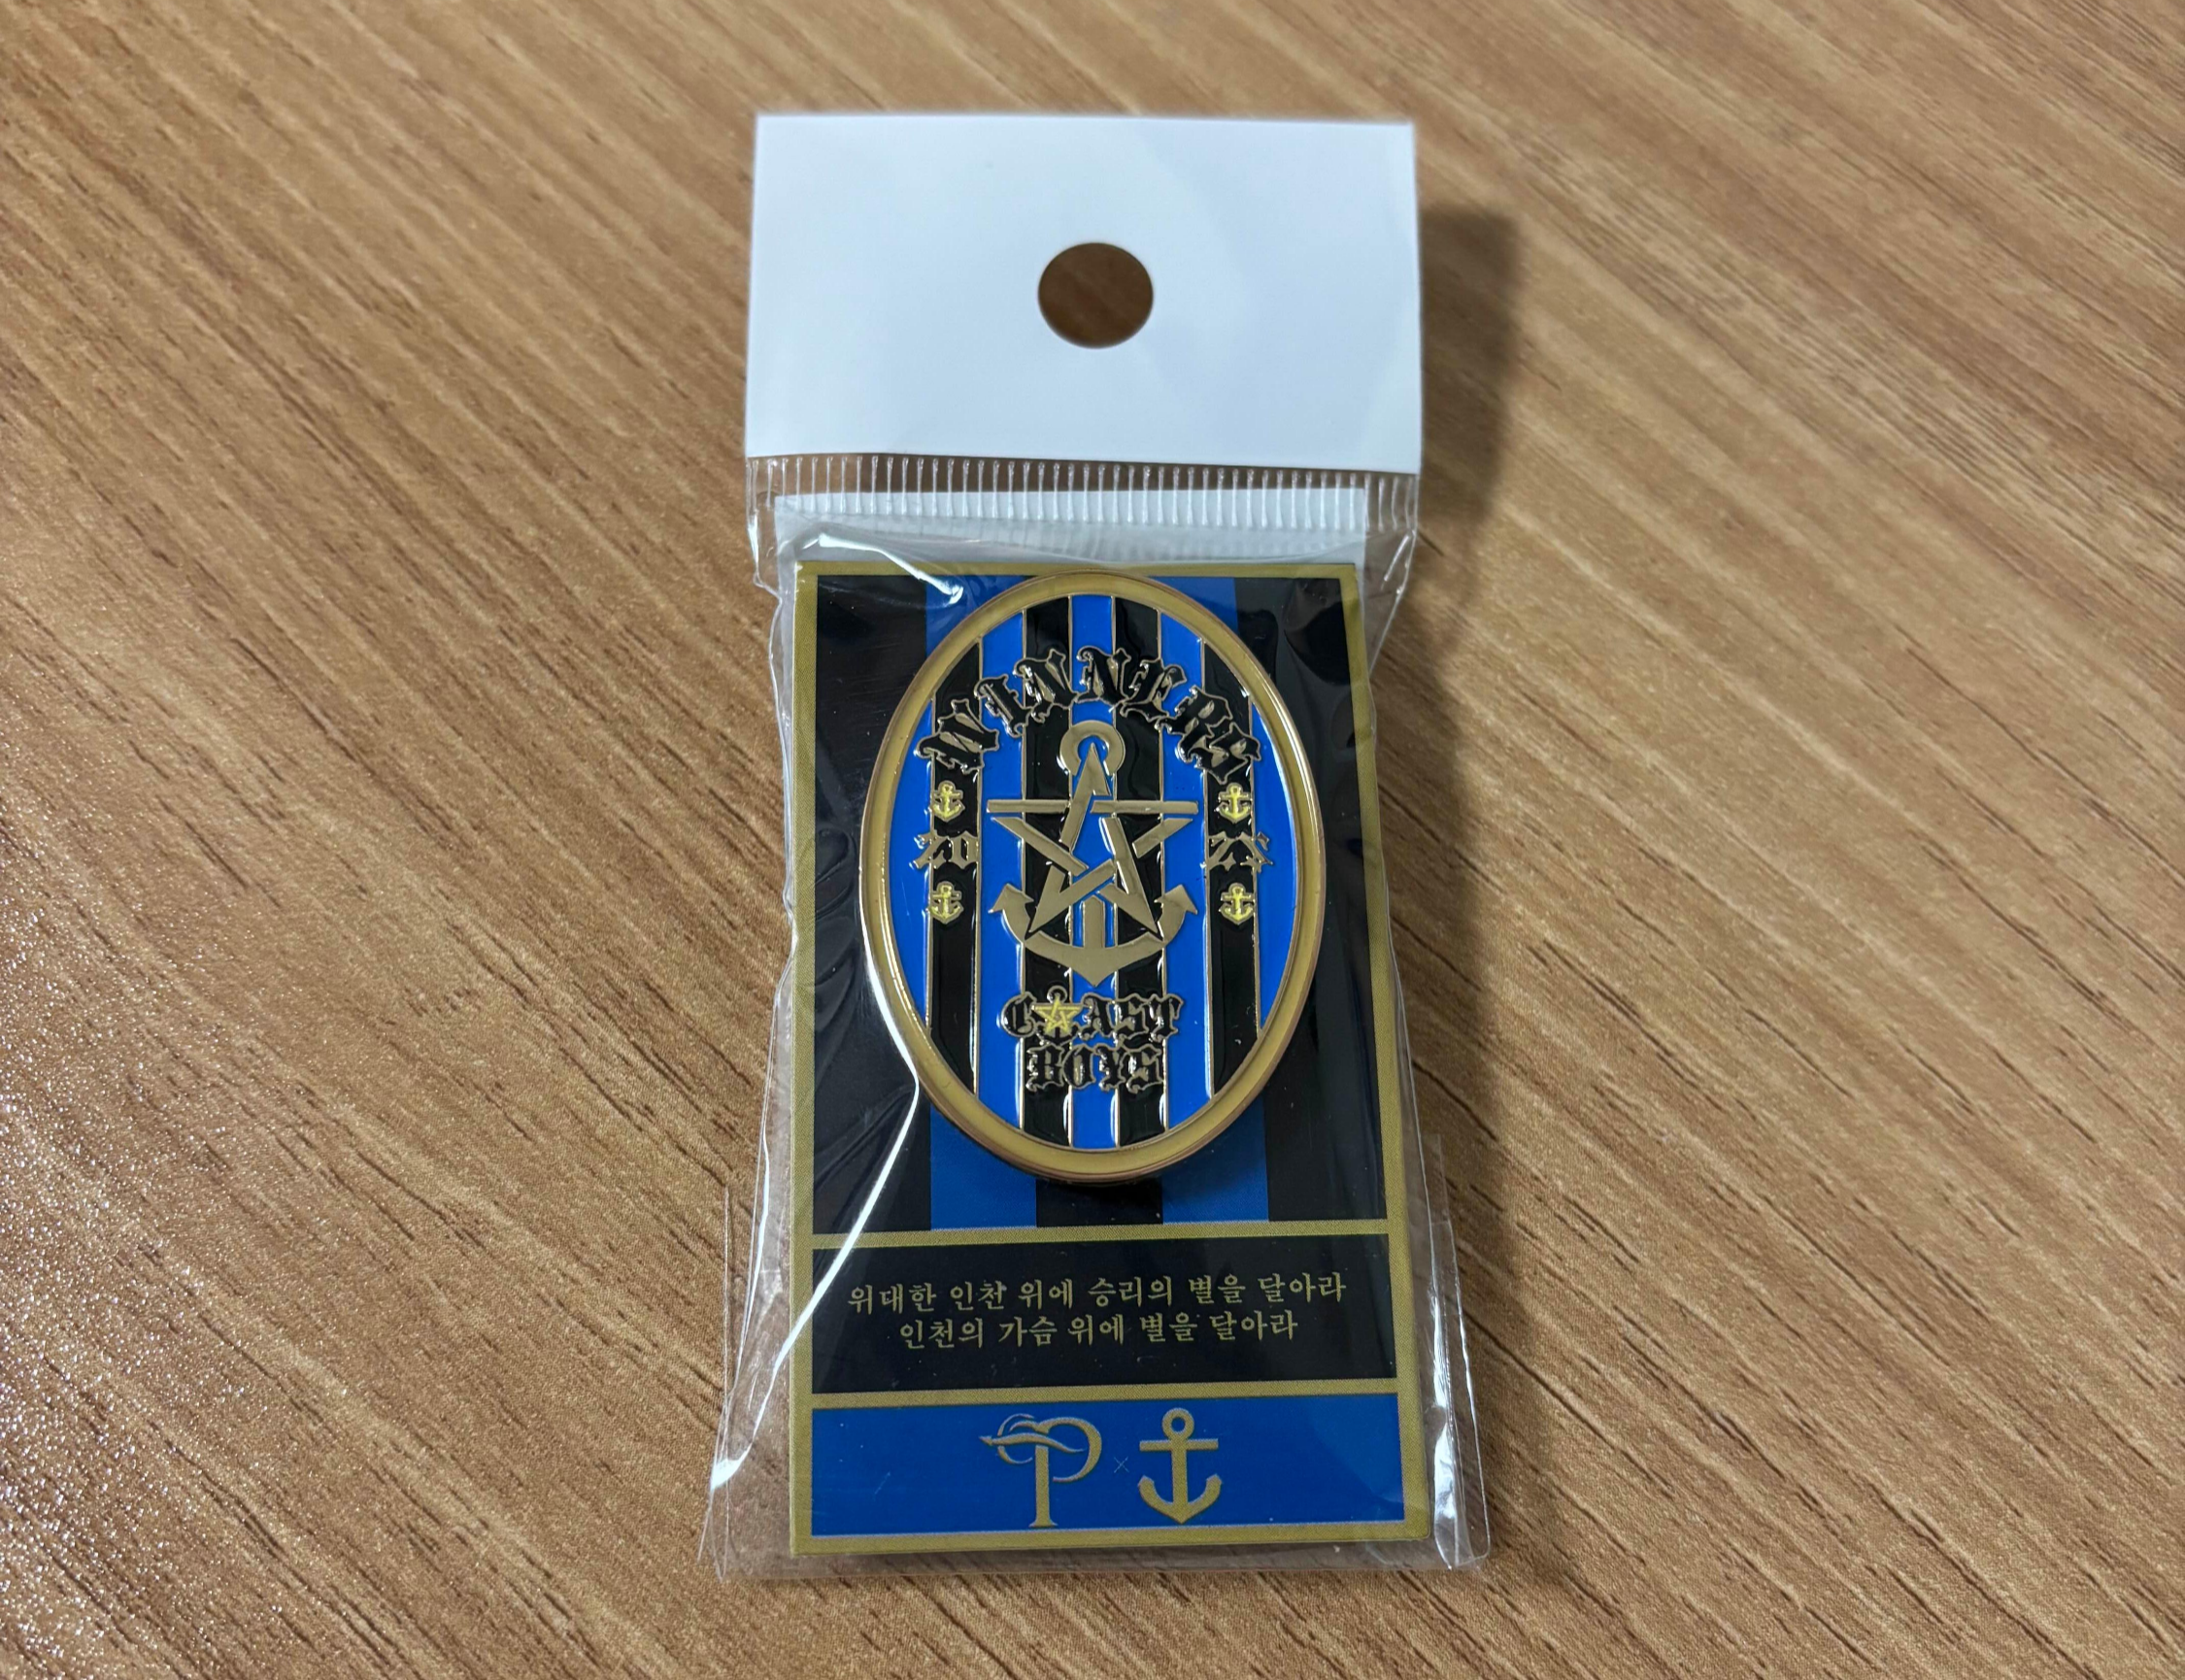 WINNERS
20 25
COAST
BOYS
위대한 인천 위에 승리의 별을 달아라
인천의 가슴 위에 별을 달아라
P ×